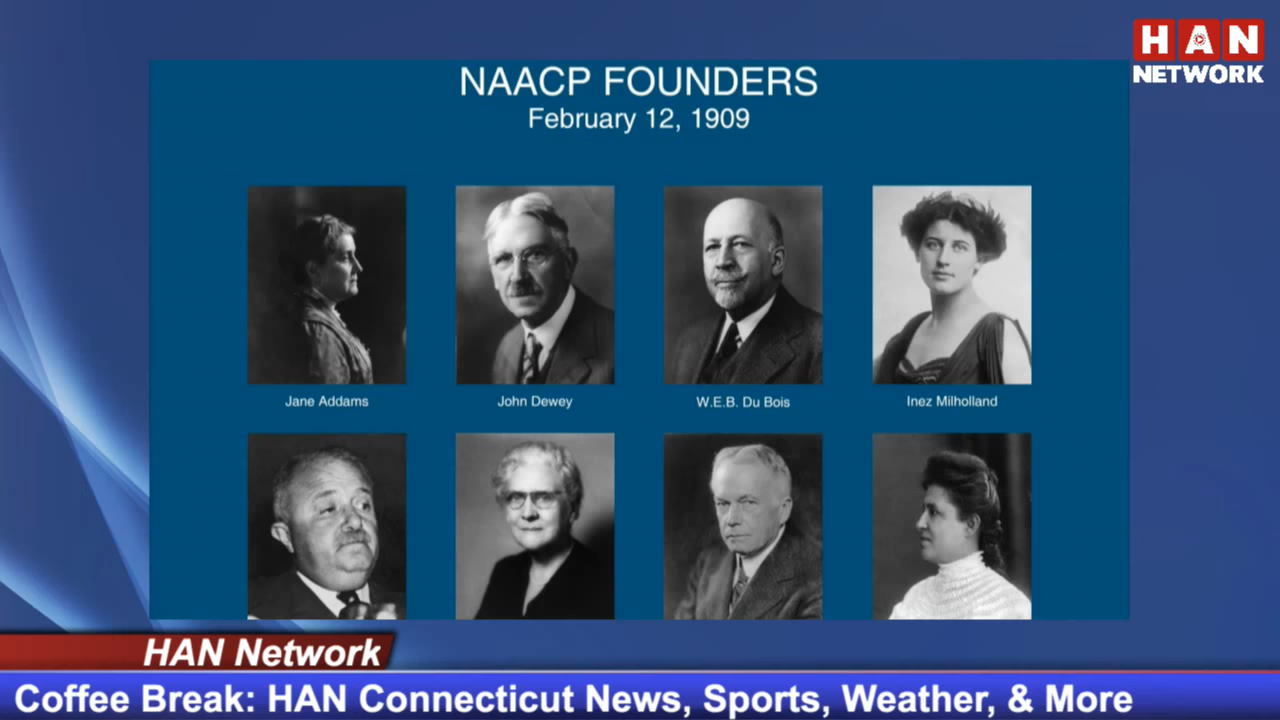 HAN
NETWORK
NAACP FOUNDERS
February 12, 1909
Jane Addams
John Dewey
W.E.B. Du Bois
Inez Milholland
HAN Network
Coffee Break: HAN Connecticut News, Sports, Weather, & More